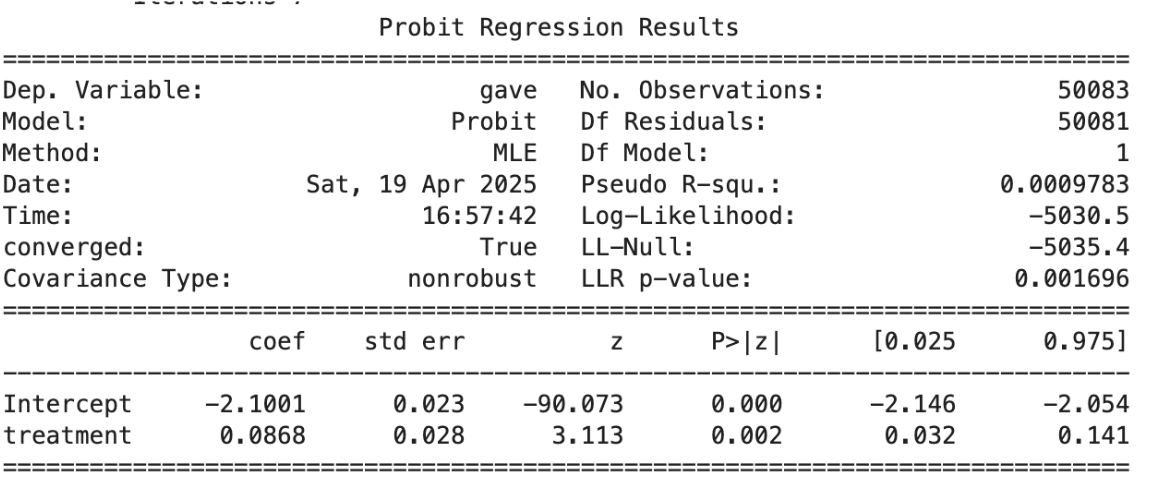 Probit Regression Results
==============================================================================
Dep. Variable:                   gave   No. Observations:                50083
Model:                         Probit   Df Residuals:                    50081
Method:                           MLE   Df Model:                            1
Date:                Sat, 19 Apr 2025   Pseudo R-squ.:               0.0009783
Time:                        16:57:42   Log-Likelihood:                -5030.5
converged:                       True   LL-Null:                       -5035.4
Covariance Type:            nonrobust   LLR p-value:                  0.001696
==============================================================================
                 coef    std err          z      P>|z|      [0.025      0.975]
------------------------------------------------------------------------------
Intercept     -2.1001      0.023    -90.073      0.000      -2.146      -2.054
treatment      0.0868      0.028      3.113      0.002       0.032       0.141
==============================================================================